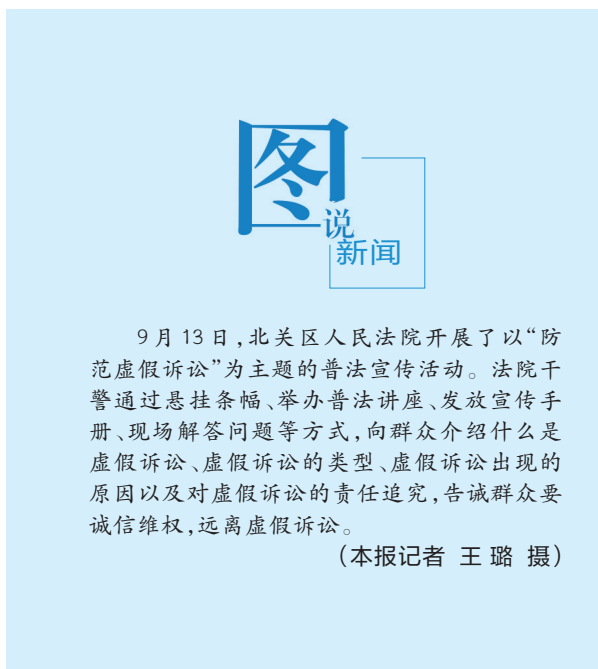 图
说
新闻
9月13日,北关区人民法院开展了以“防
范虚假诉讼”为主题的普法宣传活动。法院干
警通过悬挂条幅、举办普法讲座、发放宣传手
册、现场解答问题等方式,向群众介绍什么是
虚假诉讼、虚假诉讼的类型、虚假诉讼出现的
原因以及对虚假诉讼的责任追究,告诫群众要
诚信维权,远离虚假诉讼。
(本报记者 王璐 摄)